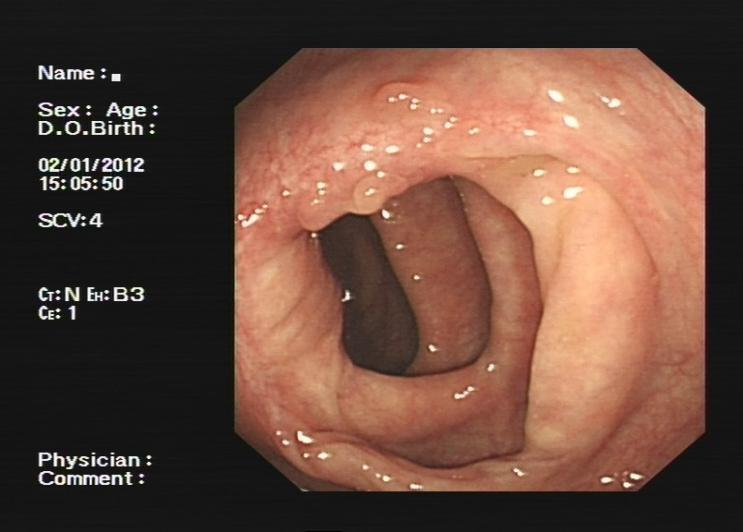 Name:
Sex: Age:
D.O.Birth:
02/01/2012
15:05:50
SCV:4
CT:N EH:B3
CE:1
Physician:
Comment: